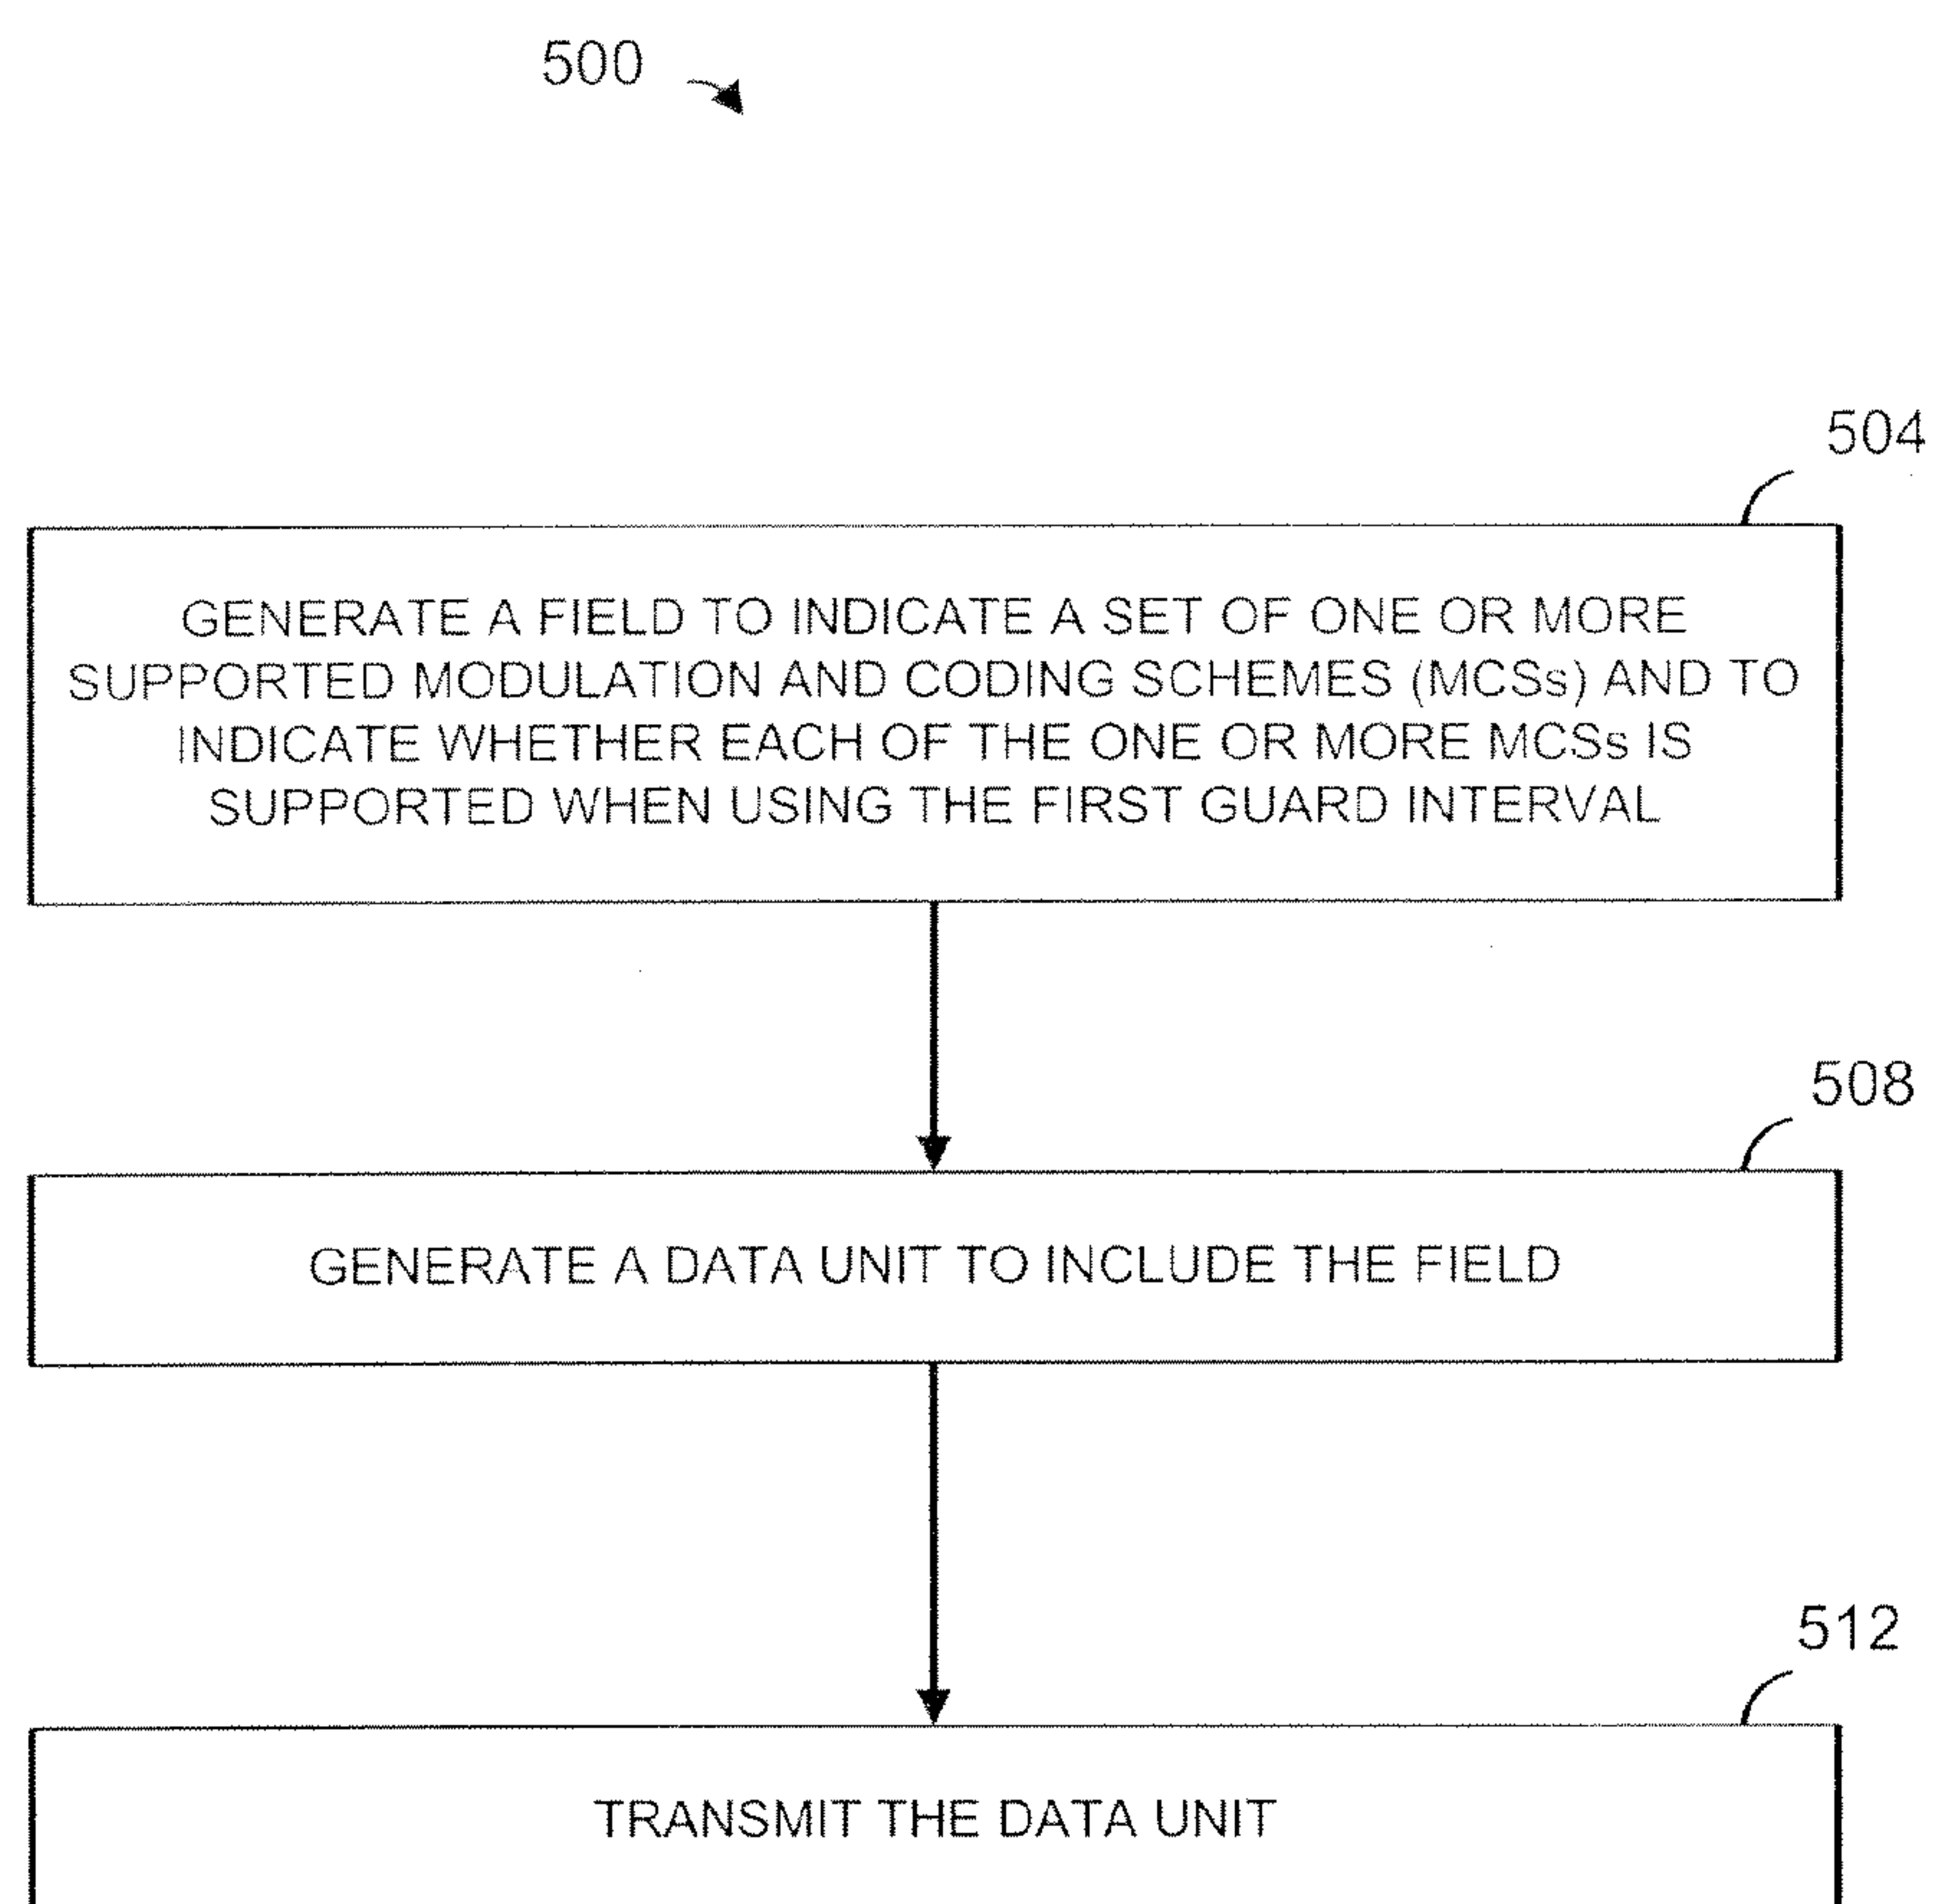 500
504
GENERATE A FIELD TO INDICATE A SET OF ONE OR MORE
SUPPORTED MODULATION AND CODING SCHEMES (MCSs) AND TO
INDICATE WHETHER EACH OF THE ONE OR MORE MCSs IS
SUPPORTED WHEN USING THE FIRST GUARD INTERVAL
508
GENERATE A DATA UNIT TO INCLUDE THE FIELD
512
TRANSMIT THE DATA UNIT